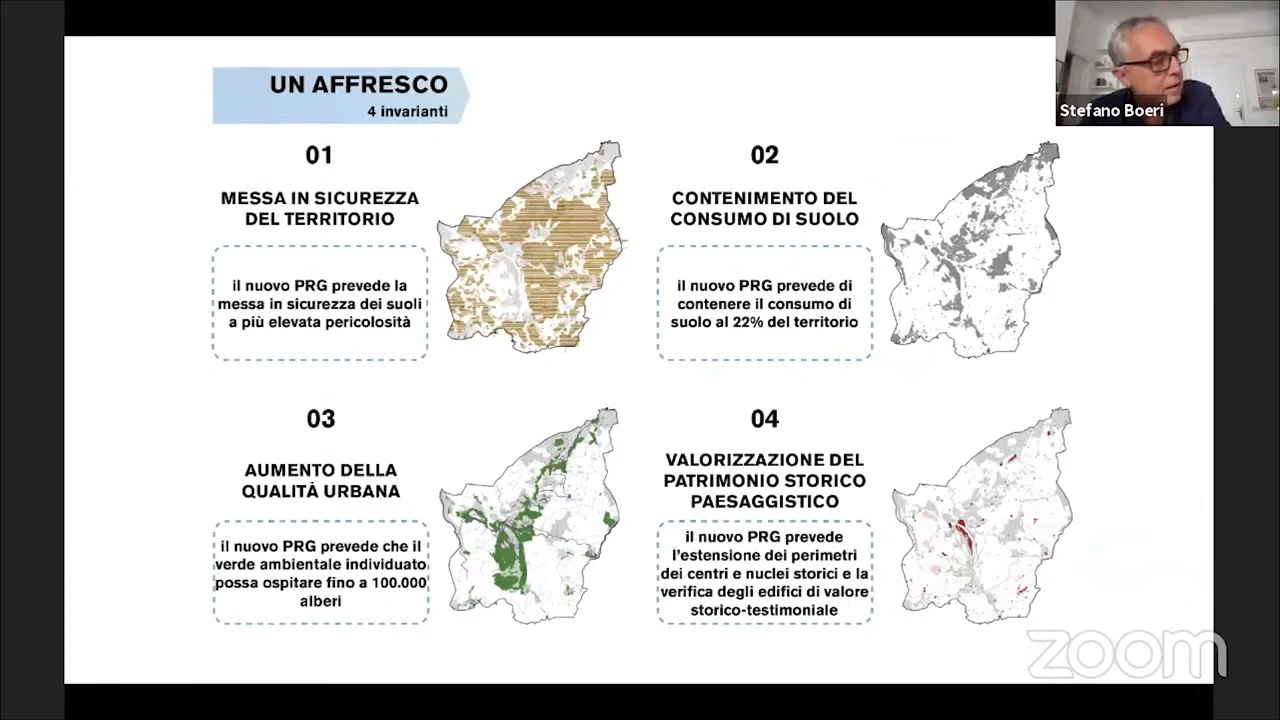 UN AFFRESCO
4 invarianti
Stefano Boeri
01
MESSA IN SICUREZZA
DEL TERRITORIO
il nuovo PRG prevede la
messa in sicurezza dei suoli
a più elevata pericolosità
02
CONTENIMENTO DEL
CONSUMO DI SUOLO
il nuovo PRG prevede di
contenere il consumo di
suolo al 22% del territorio
03
AUMENTO DELLA
QUALITÀ URBANA
il nuovo PRG prevede che il
verde ambientale individuato
possa ospitare fino a 100.000
alberi
04
VALORIZZAZIONE DEL
PATRIMONIO STORICO
PAESAGGISTICO
il nuovo PRG prevede
l'estensione dei perimetri
dei centri e nuclei storici e la
verifica degli edifici di valore
storico-testimoniale
zoom